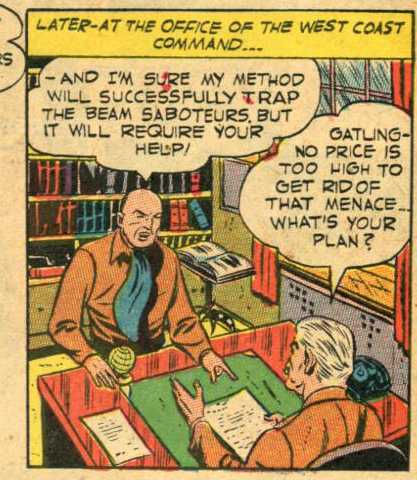 RS
LATER-AT THE OFFICE OF THE WEST COAST
COMMAND...
-AND I'M SURE MY METHOD
WILL SUCCESSFULLY TRAP
THE BEAM SABOTEURS, BUT
IT WILL REQUIRE YOUR
HELP!
GATLING-
NO PRICE IS
TOO HIGH TO
GET RID OF
THAT MENACE...
WHAT'S YOUR
PLAN?